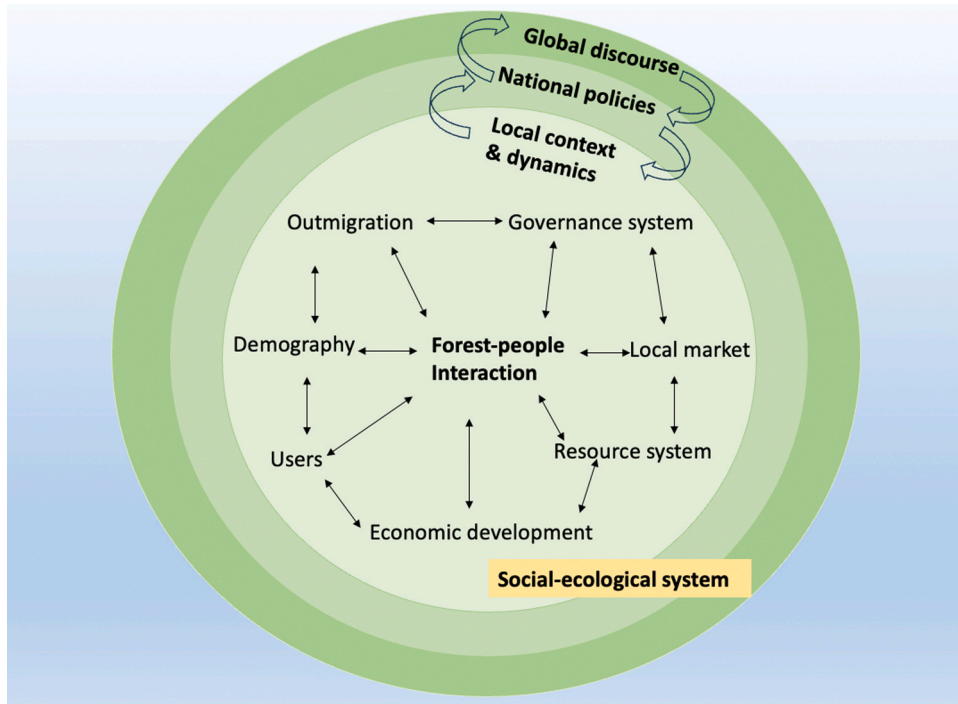 Global discourse
National policies
Local context
& dynamics
Outmigration
Governance system
Demography
Forest-people
Interaction
Local market
Users
Resource system
Economic development
Social-ecological system